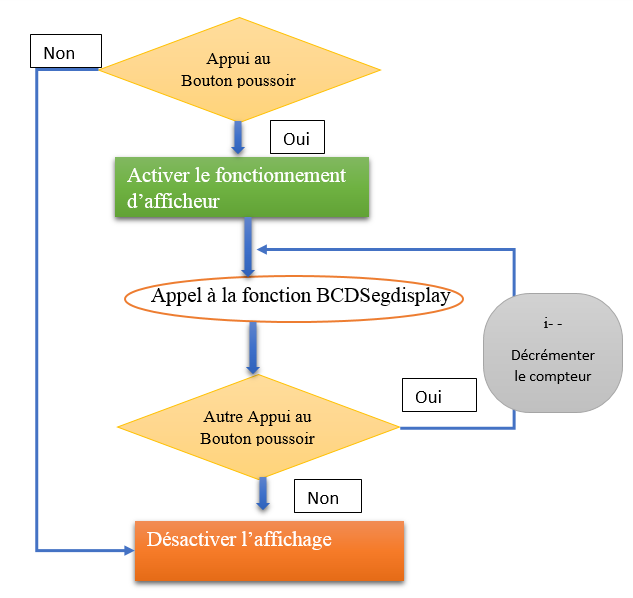 Non
Appui au
Bouton poussoir
Oui
Activer le fonctionnement
d’afficheur
Appel à la fonction BCDSegdisplay
i- -
Décrémenter
le compteur
Autre Appui au
Bouton poussoir
Oui
Non
Désactiver l’affichage